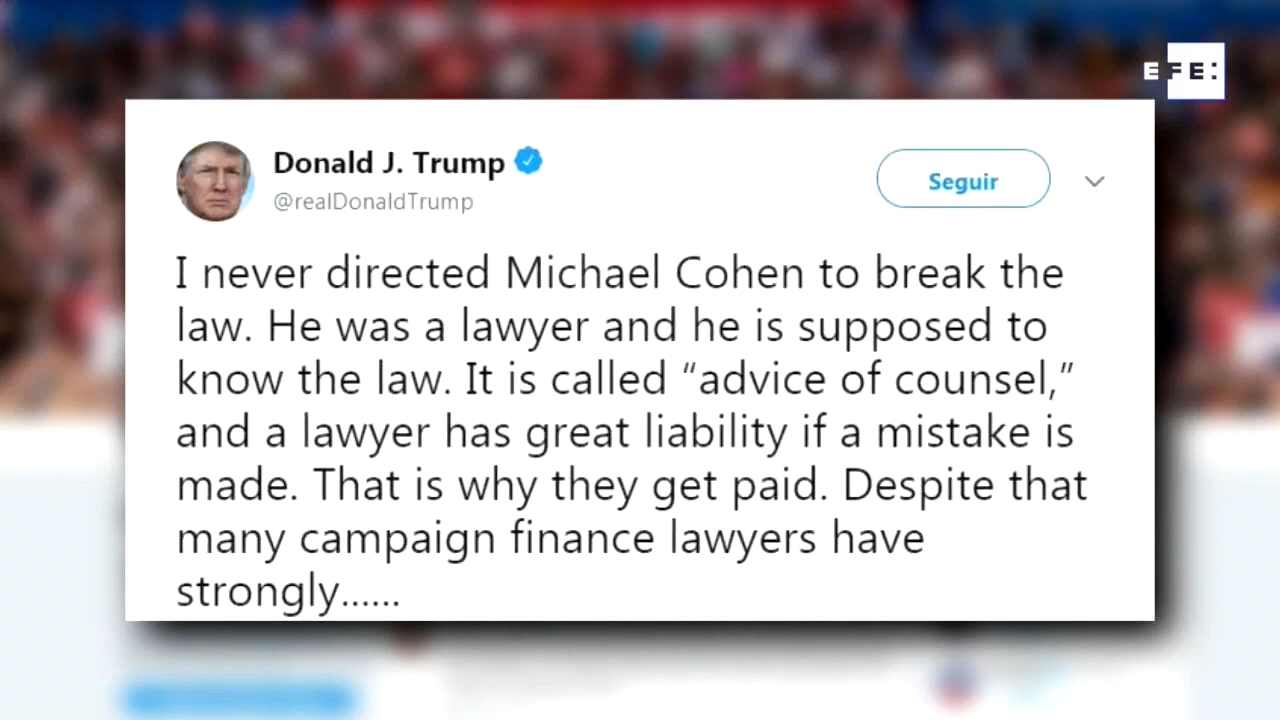 EFE:
Donald J. Trump
@realDonaldTrump
Seguir
I never directed Michael Cohen to break the
law. He was a lawyer and he is supposed to
know the law. It is called “advice of counsel,”
and a lawyer has great liability if a mistake is
made. That is why they get paid. Despite that
many campaign finance lawyers have
strongly......